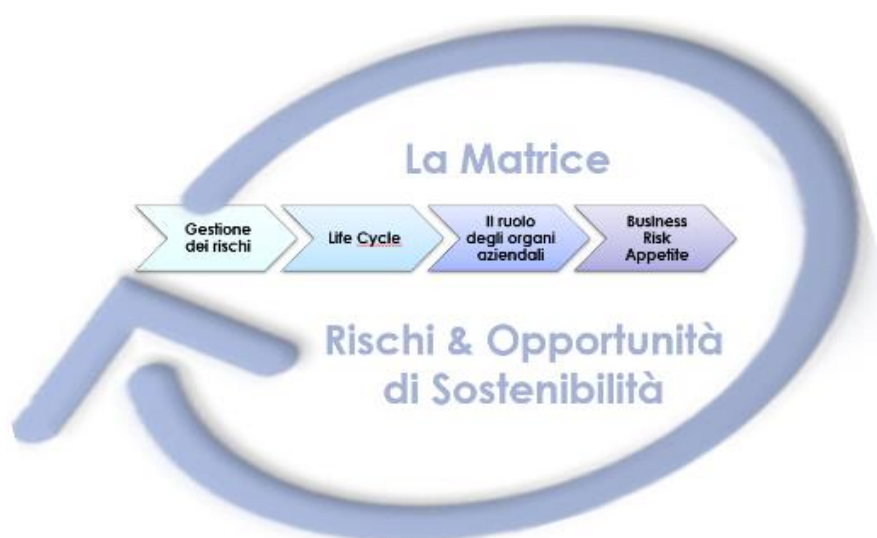 La Matrice
Gestione
dei rischi
Life Cycle
Il ruolo
degli organi
aziendali
Business
Risk
Appetite
Rischi & Opportunità
di Sostenibilità